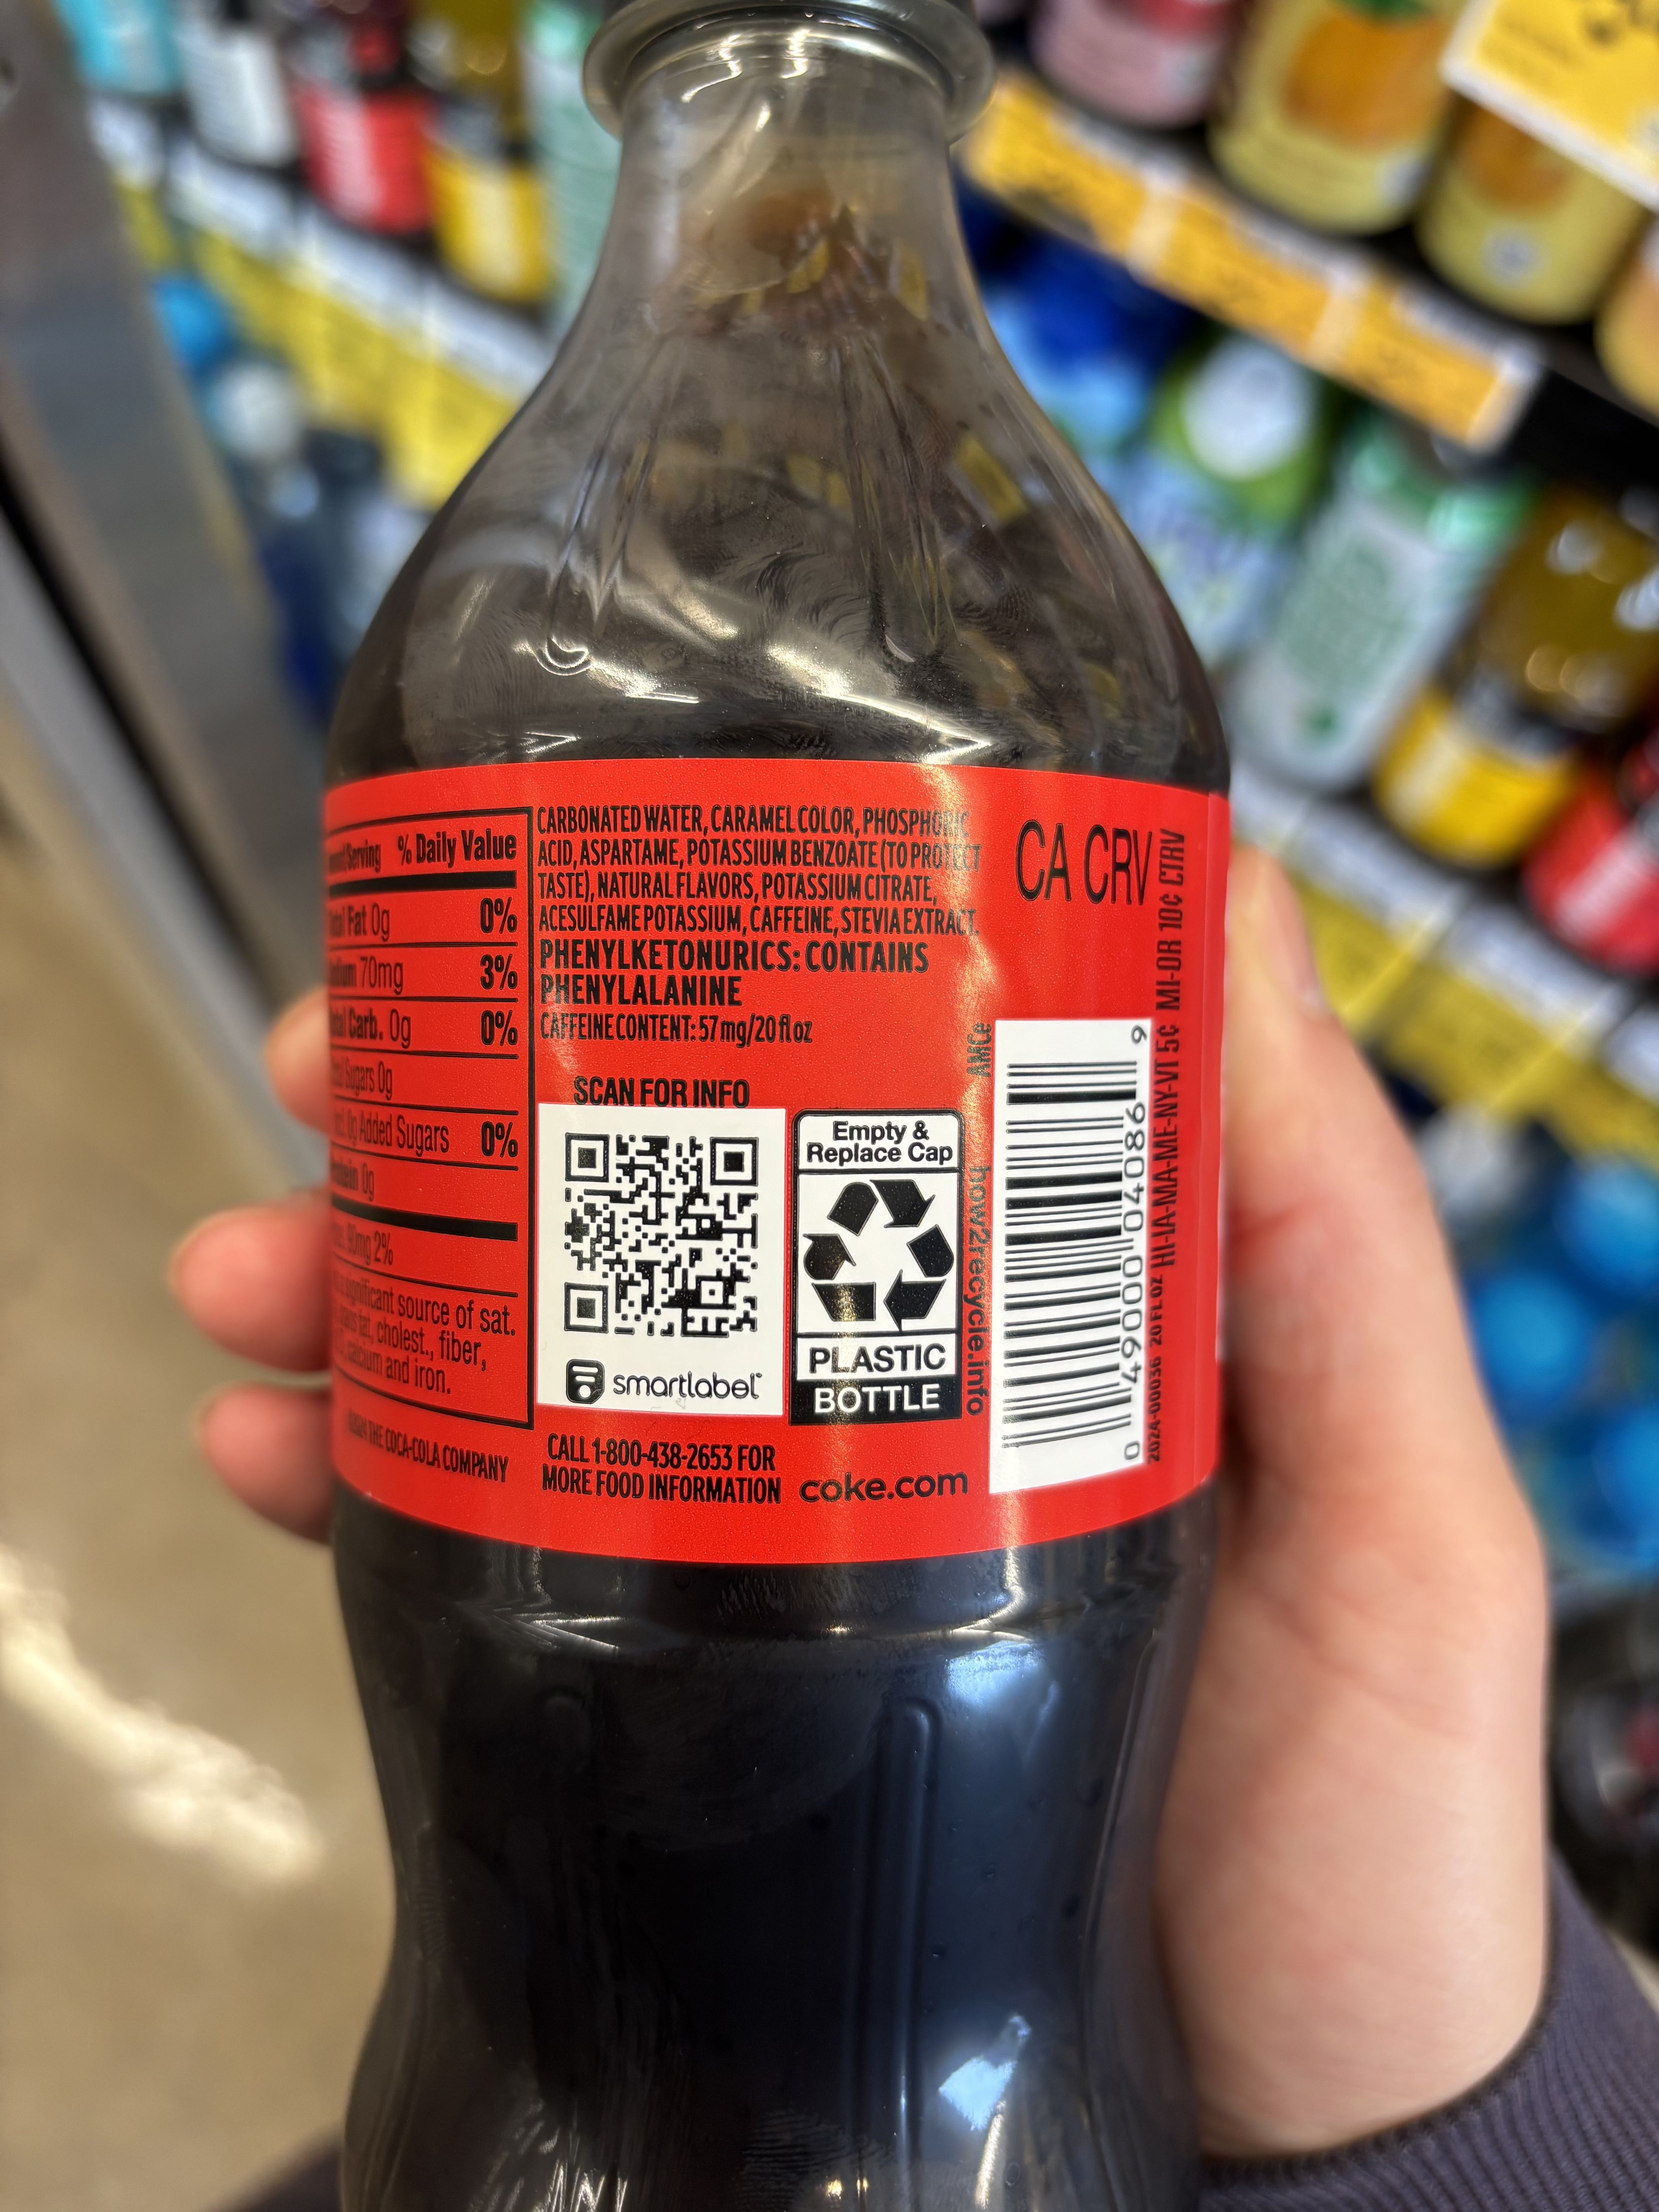 % Daily Value
Fat 0g 0%
70mg 3%
Carb. 0g 0%
Sugars 0g
Added Sugars 0%
0g
2%
significant source of sat.
fat, cholest., fiber,
calcium and iron.
THE COCA-COLA COMPANY
CARBONATED WATER, CARAMEL COLOR, PHOSPHORIC
ACID, ASPARTAME, POTASSIUM BENZOATE (TO PROTECT
TASTE), NATURAL FLAVORS, POTASSIUM CITRATE,
ACESULFAME POTASSIUM, CAFFEINE, STEVIA EXTRACT.
PHENYLKETONURICS: CONTAINS
PHENYLALANINE
CAFFEINE CONTENT: 57 mg/20 fl oz
SCAN FOR INFO
smartlabel
CALL 1-800-438-2653 FOR
MORE FOOD INFORMATION
Empty &
Replace Cap
PLASTIC
BOTTLE
coke.com
how2recycle.info
CA CRV
0 49000 04086 9
HI-IA-MA-ME-NY-VT 5¢ MI-OR 10¢ CTRV
2024-00036 20 FL OZ